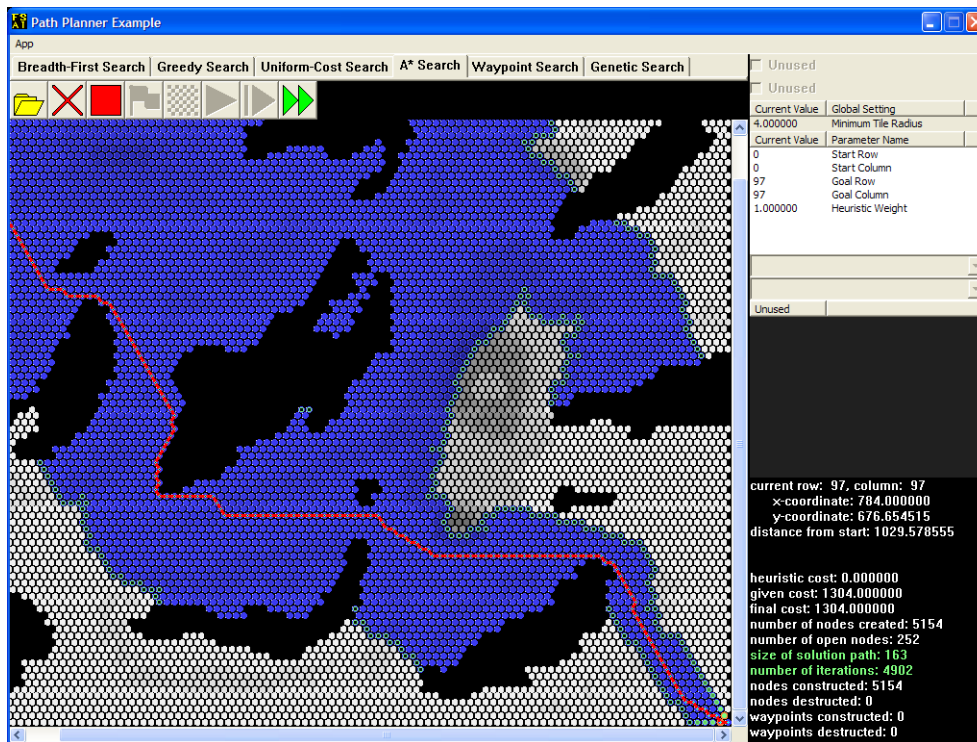 Path Planner Example
App
Breadth-First Search Greedy Search Uniform-Cost Search A* Search Waypoint Search Genetic Search
Unused
Unused
Current Value Global Setting
4.000000 Minimum Tile Radius
Current Value Parameter Name
0 Start Row
0 Start Column
97 Goal Row
97 Goal Column
1.000000 Heuristic Weight
Unused
current row: 97, column: 97
x-coordinate: 784.000000
y-coordinate: 676.654515
distance from start: 1029.578555
heuristic cost: 0.000000
given cost: 1304.000000
final cost: 1304.000000
number of nodes created: 5154
number of open nodes: 252
size of solution path: 163
number of iterations: 4902
nodes constructed: 5154
nodes destructed: 0
waypoints constructed: 0
waypoints destructed: 0